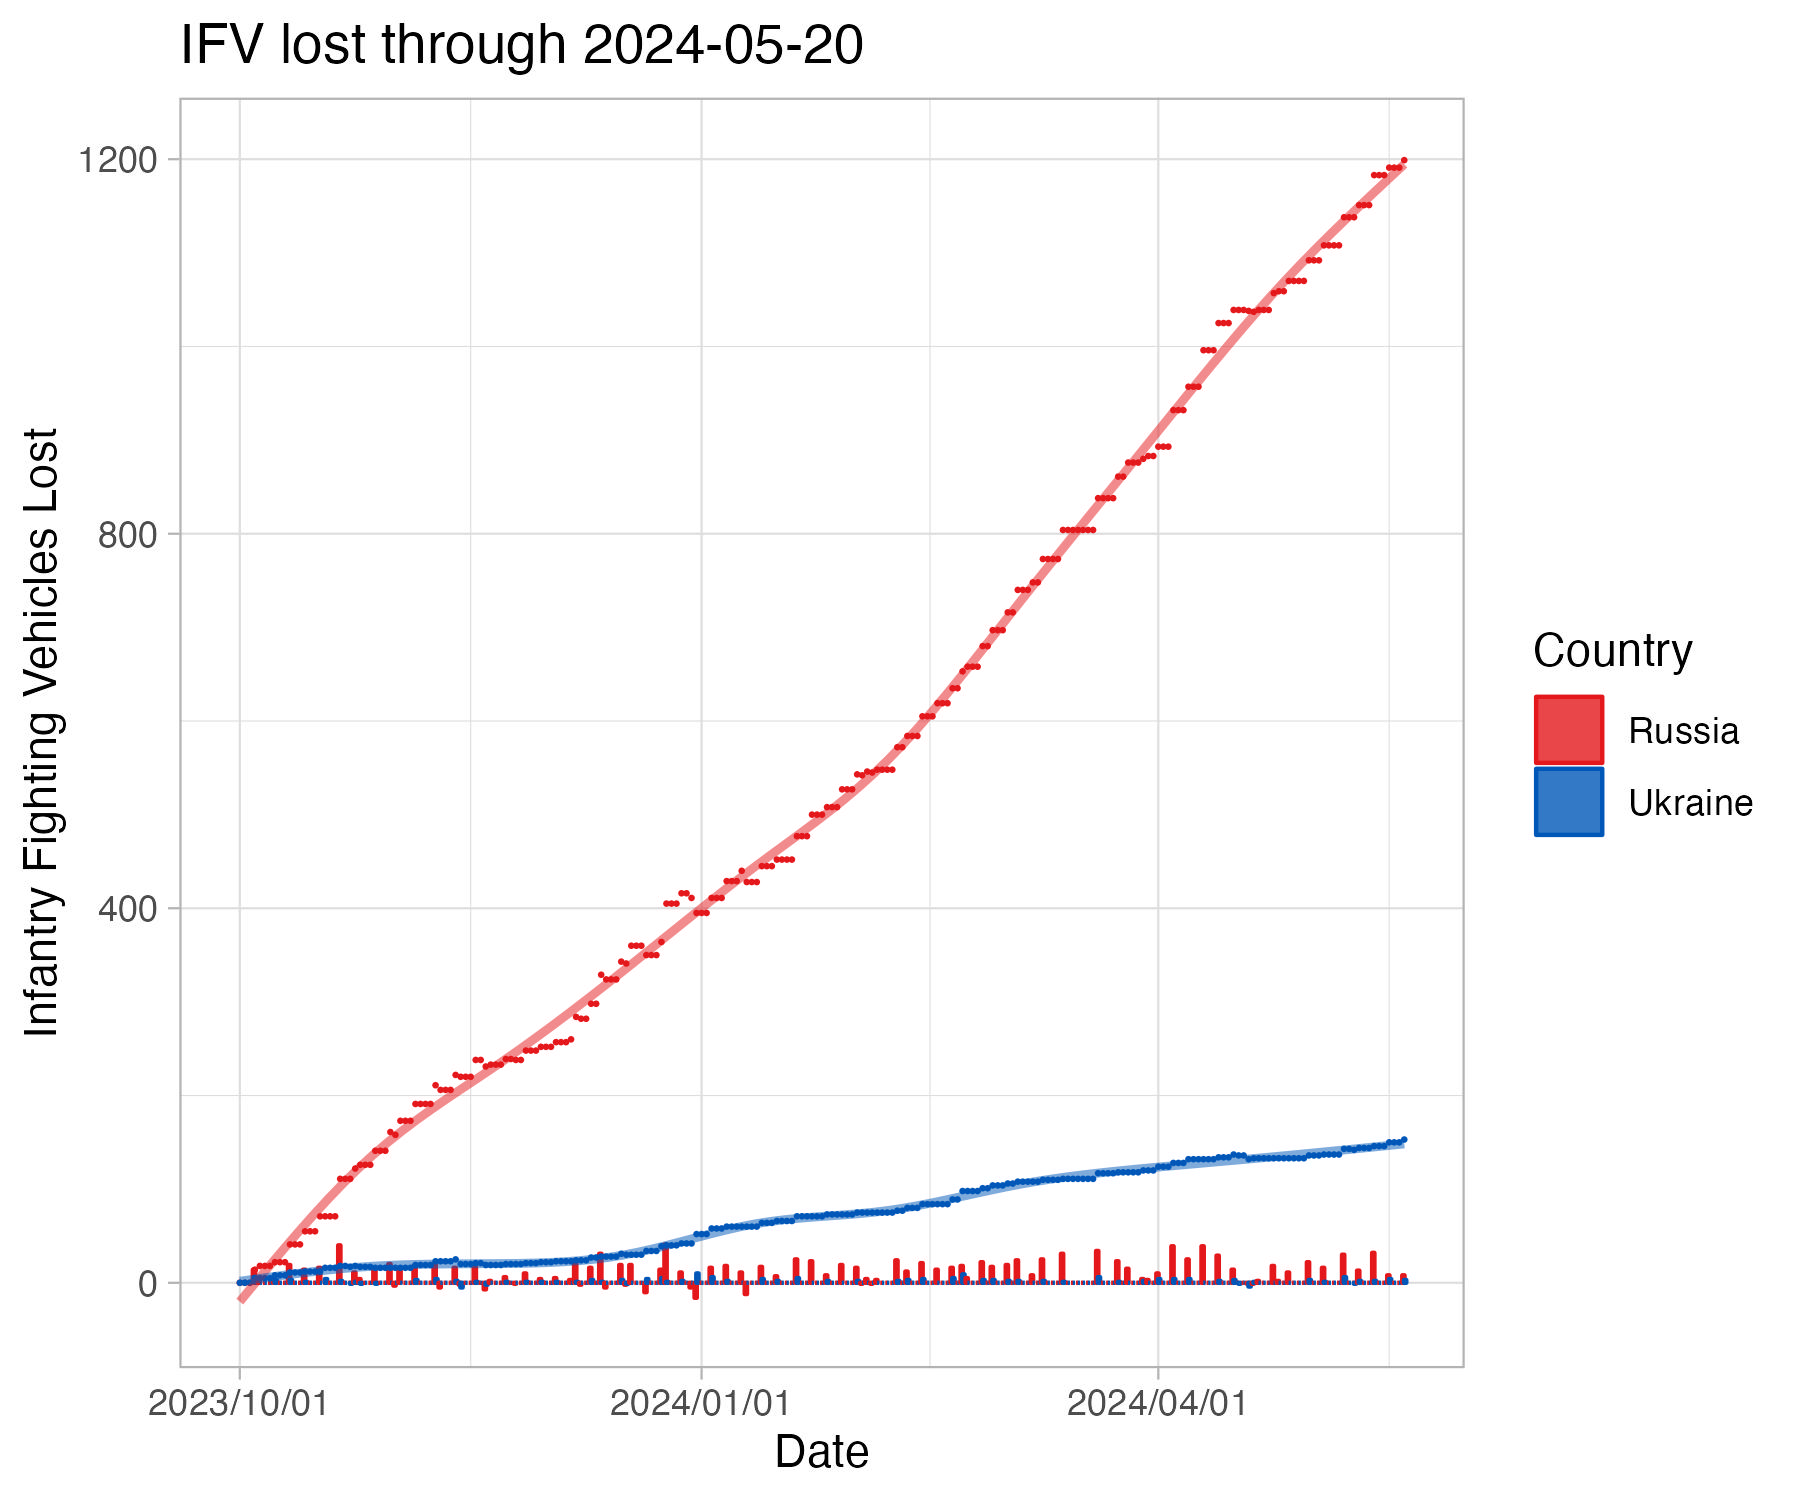 IFV lost through 2024-05-20
Infantry Fighting Vehicles Lost
1200
800
400
0
2023/10/01
2024/01/01
2024/04/01
Date
Country
Russia
Ukraine